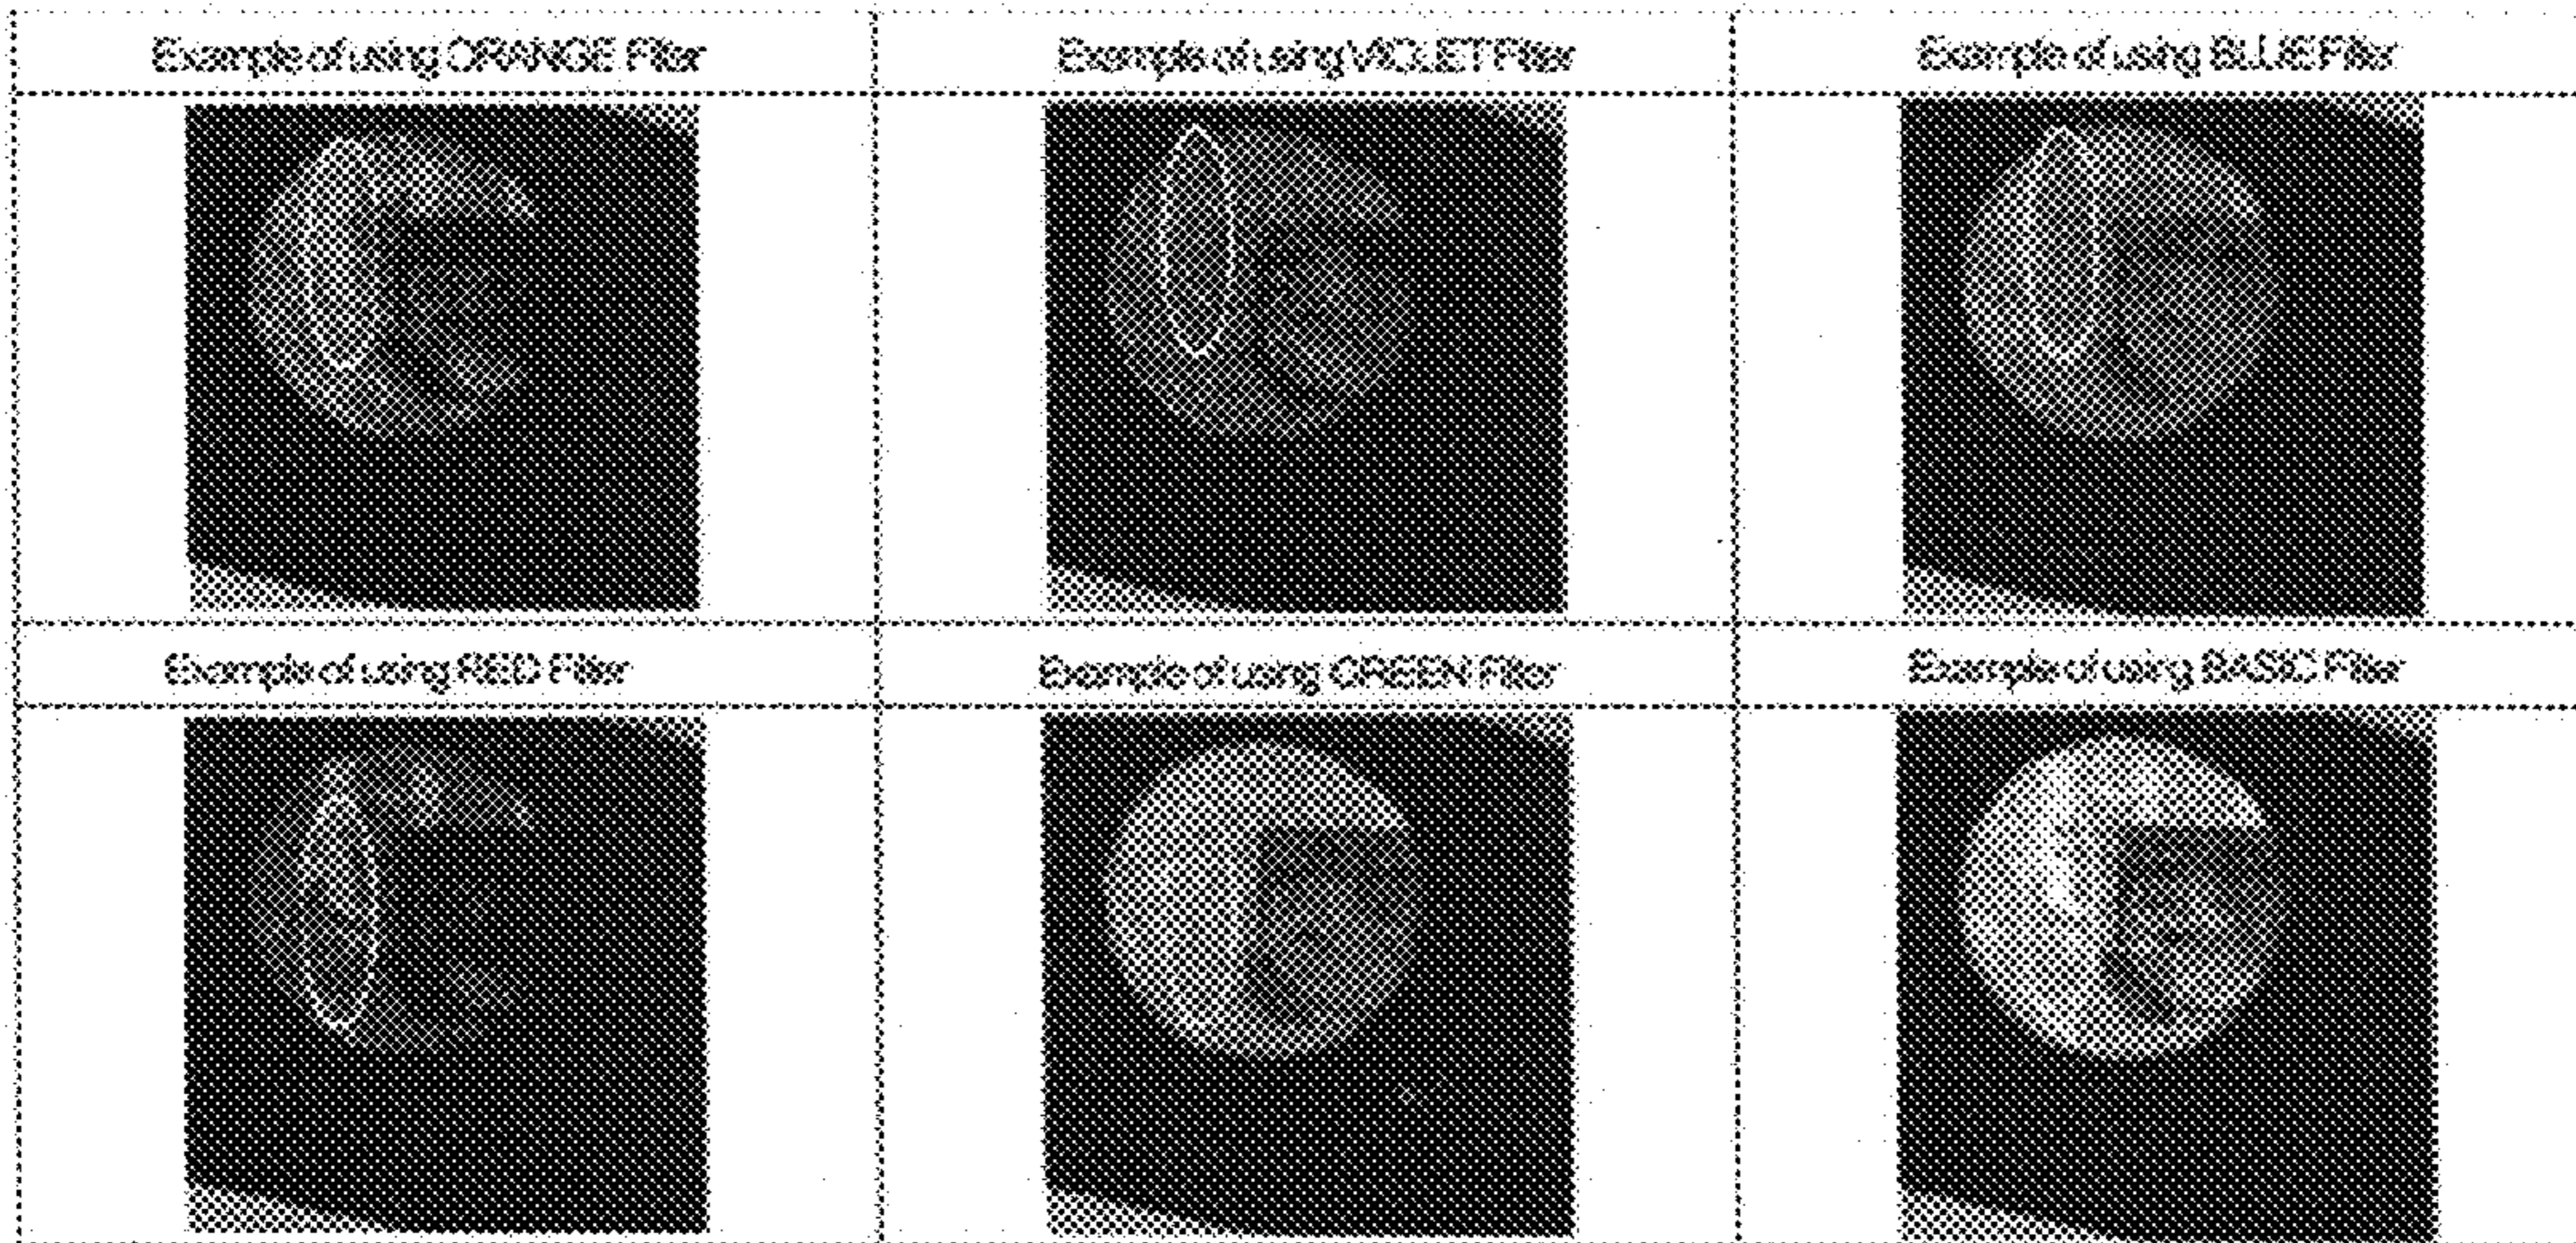 Example of using ORANGE Filter
Example of using VIOLET Filter
Example of using BLUE Filter
Example of using RED Filter
Example of using GREEN Filter
Example of using BASIC Filter